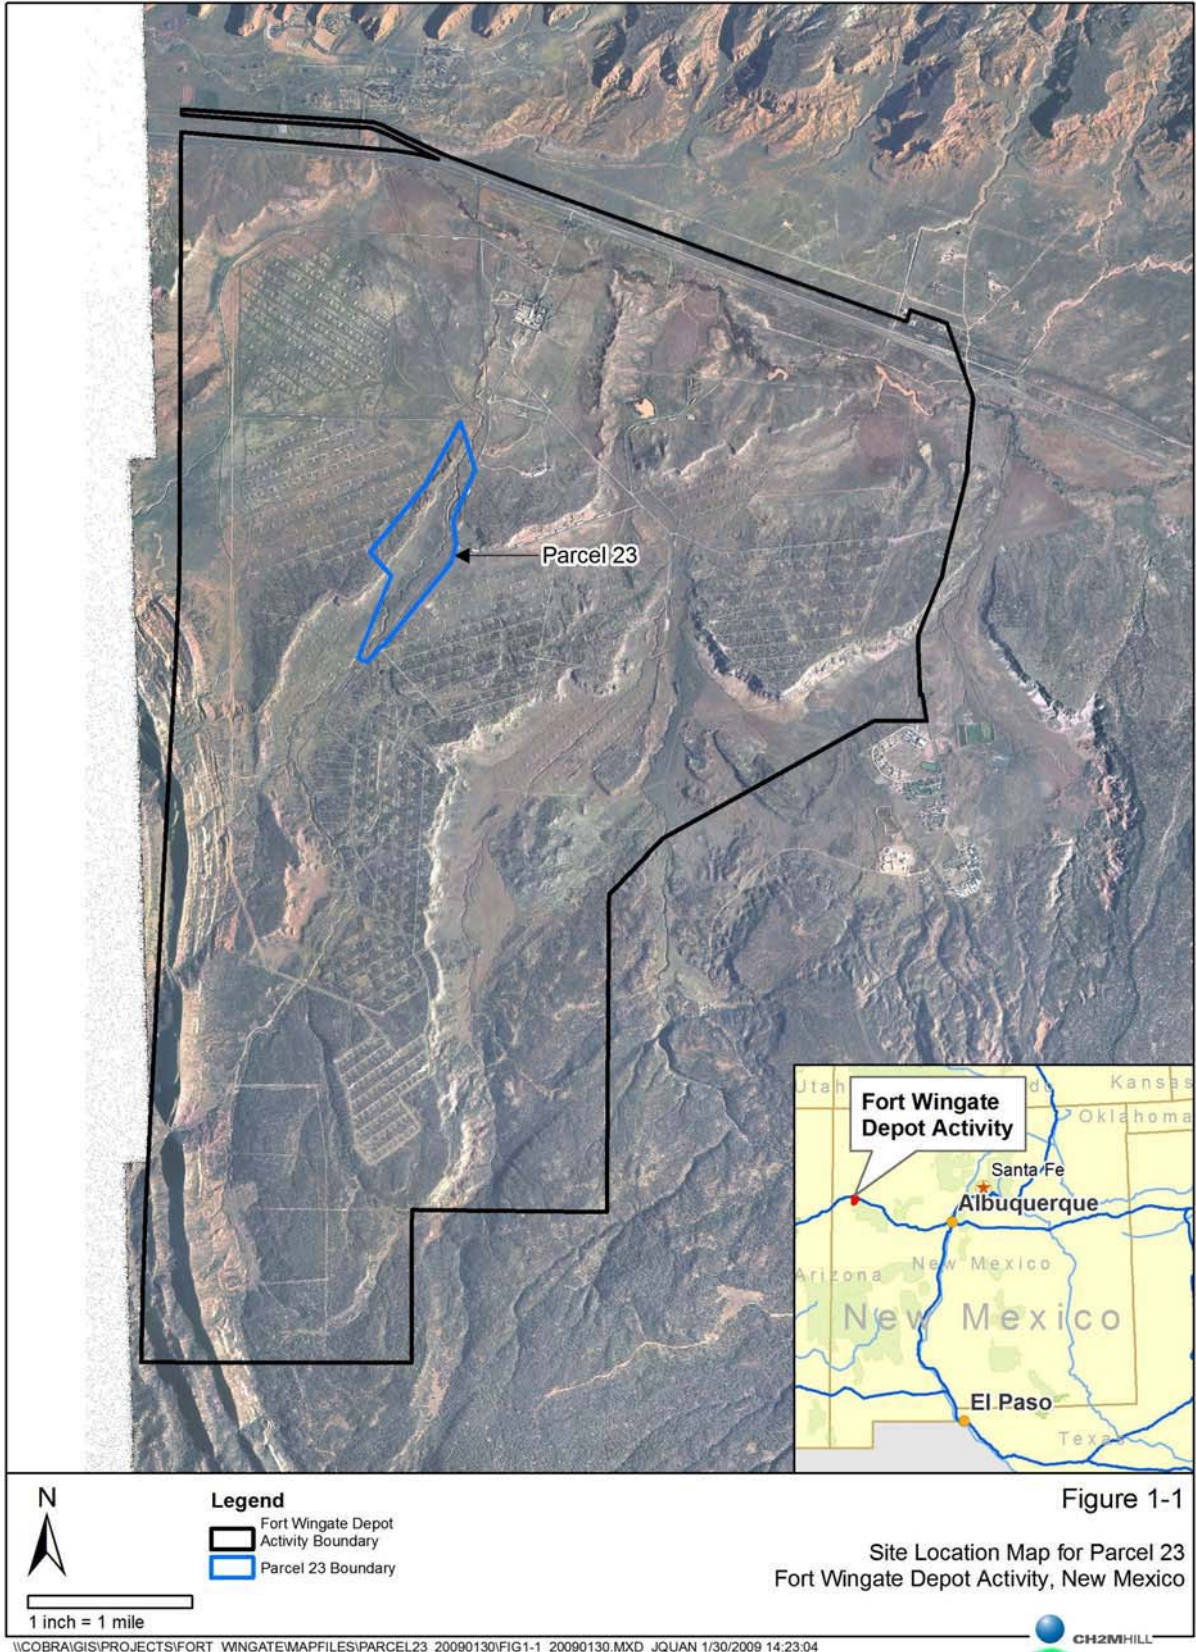 Parcel 23
Utah
do
Kansas
Fort Wingate
Depot Activity
Oklahoma
Santa Fe
Albuquerque
Arizona
New Mexico
New Mexico
El Paso
Texas
N
1 inch = 1 mile
Legend
Fort Wingate Depot
Activity Boundary
Parcel 23 Boundary
Figure 1-1
Site Location Map for Parcel 23
Fort Wingate Depot Activity, New Mexico
CH2MHILL
\\COBRA\GIS\PROJECTS\FORT_WINGATE\MAPFILES\PARCEL23_20090130\FIG1-1_20090130.MXD JQUAN 1/30/2009 14:23:04